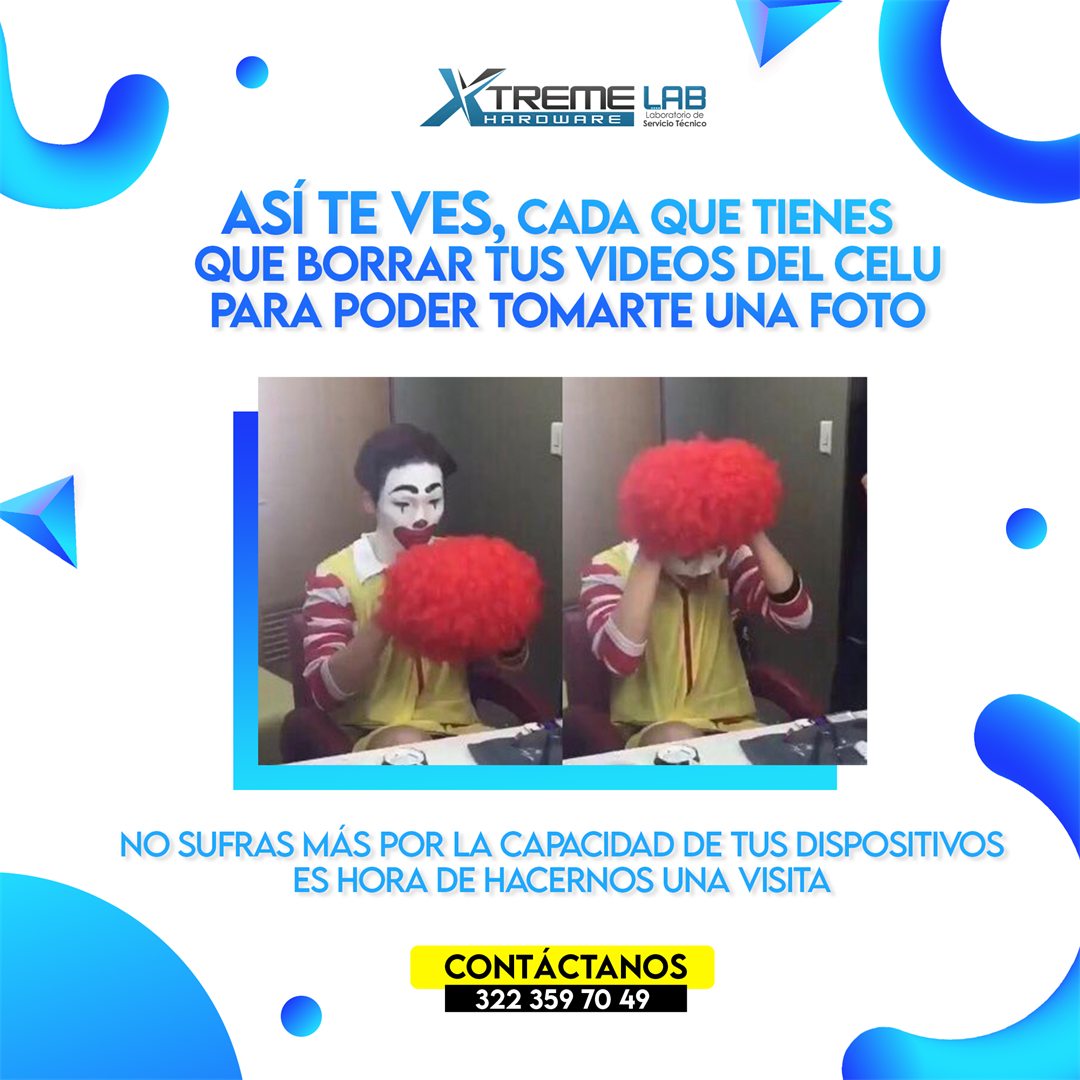 XTREME LAB
HARDWARE
Laboratorio de
Servicio Técnico
ASÍ TE VES, CADA QUE TIENES
QUE BORRAR TUS VIDEOS DEL CELU
PARA PODER TOMARTE UNA FOTO
NO SUFRAS MÁS POR LA CAPACIDAD DE TUS DISPOSITIVOS
ES HORA DE HACERNOS UNA VISITA
CONTÁCTANOS
322 359 70 49